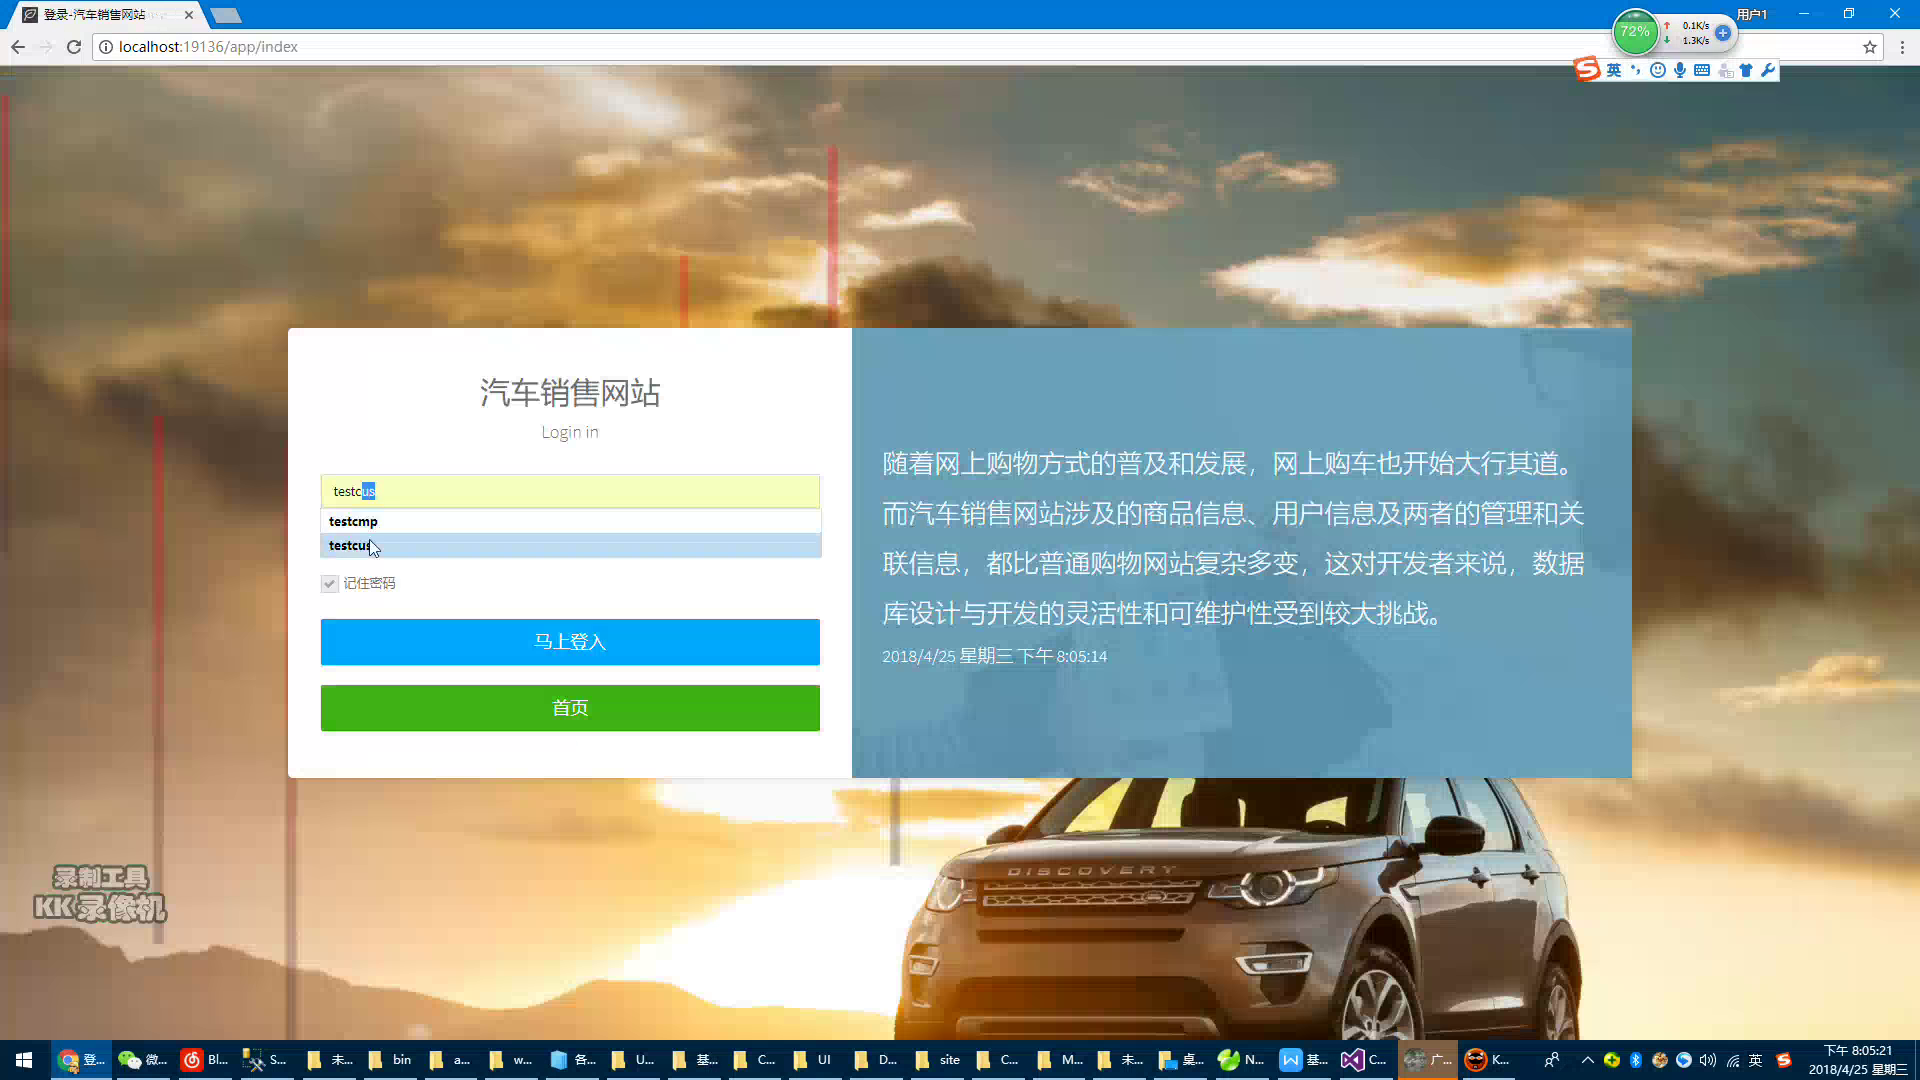 登录-汽车销售网站
用户1
72%
0.1K/s
1.3K/s
localhost:19136/app/index
英
汽车销售网站
Login in
testcus
testcmp
testcus
记住密码
马上登入
首页
随着网上购物方式的普及和发展，网上购车也开始大行其道。
而汽车销售网站涉及的商品信息、用户信息及两者的管理和关
联信息，都比普通购物网站复杂多变，这对开发者来说，数据
库设计与开发的灵活性和可维护性受到较大挑战。
2018/4/25 星期三 下午 8:05:14
DISCOVERY
录制工具
KK录像机
登... 微... Bl... S... 未... bin a... w... 各... U... 基... C... UI D... site C... M... 未... 桌... N... 基... C... 广... K... 英
下午 8:05:21
2018/4/25 星期三